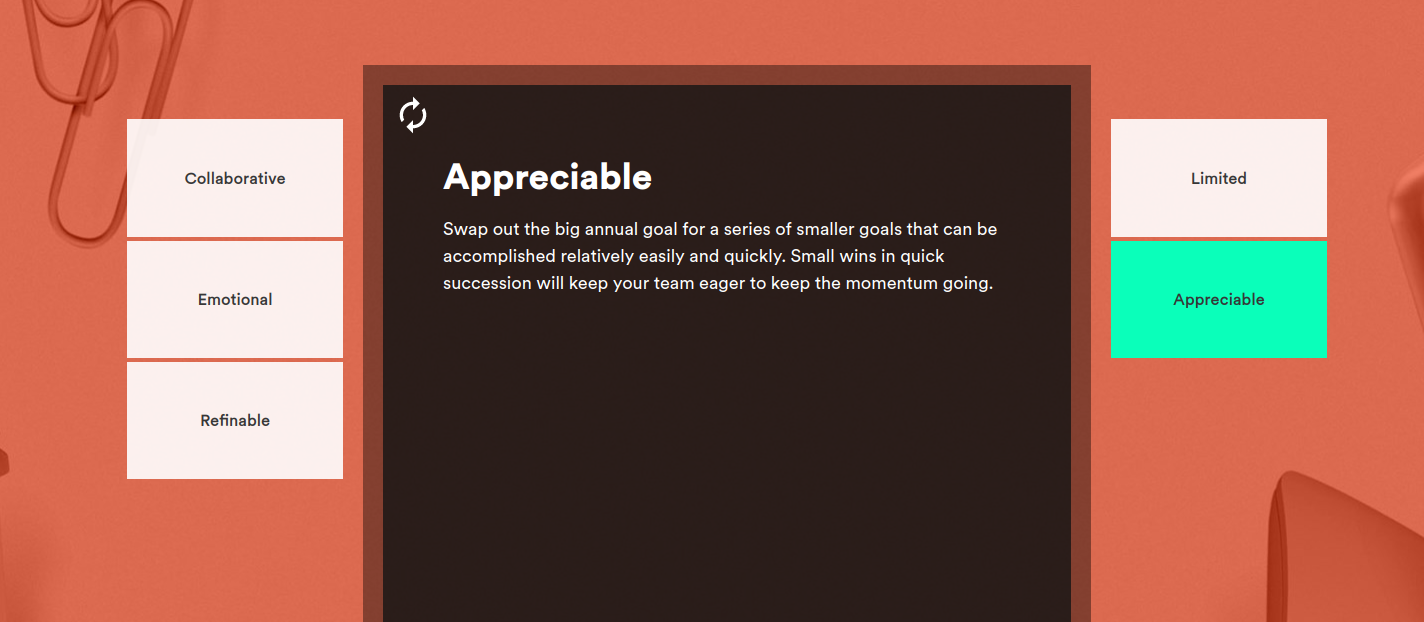 Collaborative
Emotional
Refinable
Appreciable
Swap out the big annual goal for a series of smaller goals that can be
accomplished relatively easily and quickly. Small wins in quick
succession will keep your team eager to keep the momentum going.
Limited
Appreciable